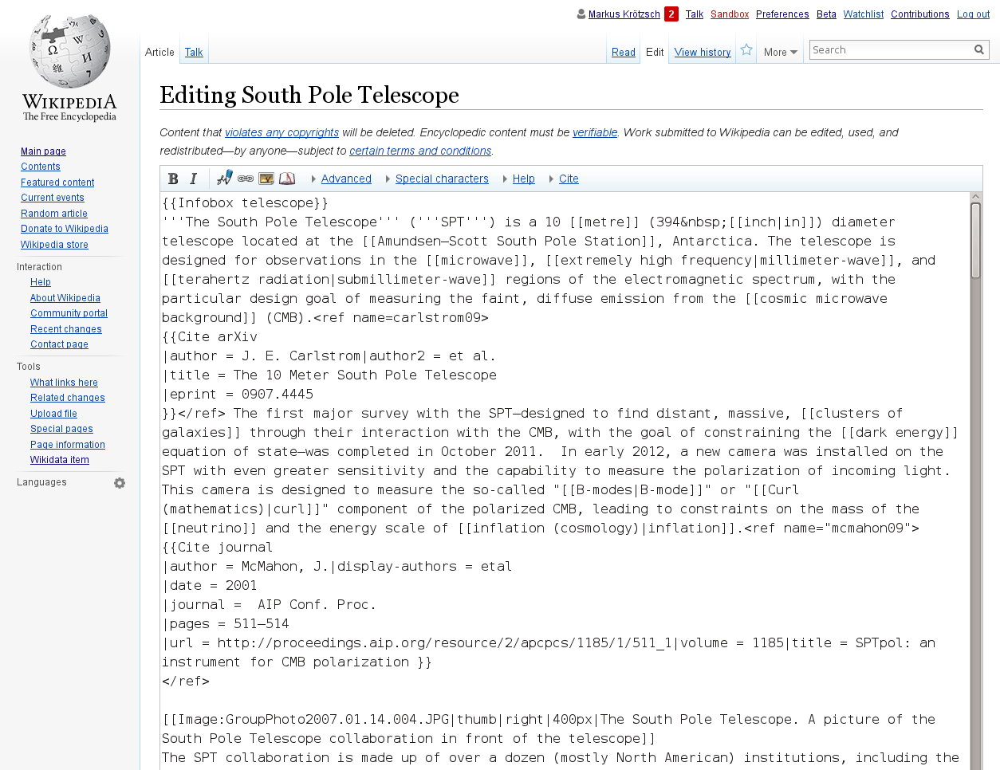 Markus Krötzsch 2 Talk Sandbox Preferences Beta Watchlist Contributions Log out
Article Talk Read Edit View history More Search
WIKIPEDIA
The Free Encyclopedia
Main page
Contents
Featured content
Current events
Random article
Donate to Wikipedia
Wikipedia store
Interaction
Help
About Wikipedia
Community portal
Recent changes
Contact page
Tools
What links here
Related changes
Upload file
Special pages
Page information
Wikidata item
Languages
Editing South Pole Telescope
Content that violates any copyrights will be deleted. Encyclopedic content must be verifiable. Work submitted to Wikipedia can be edited, used, and
redistributed—by anyone—subject to certain terms and conditions.
B I Advanced Special characters Help Cite
{{Infobox telescope}}
'''The South Pole Telescope''' ('''SPT''') is a 10 [[metre]] (394&nbsp;[[inch|in]]) diameter
telescope located at the [[Amundsen–Scott South Pole Station]], Antarctica. The telescope is
designed for observations in the [[microwave]], [[extremely high frequency|millimeter-wave]], and
[[terahertz radiation|submillimeter-wave]] regions of the electromagnetic spectrum, with the
particular design goal of measuring the faint, diffuse emission from the [[cosmic microwave
background]] (CMB).<ref name=carlstrom09>
{{Cite arXiv
|author = J. E. Carlstrom|author2 = et al.
|title = The 10 Meter South Pole Telescope
|eprint = 0907.4445
}}</ref> The first major survey with the SPT—designed to find distant, massive, [[clusters of
galaxies]] through their interaction with the CMB, with the goal of constraining the [[dark energy]]
equation of state—was completed in October 2011.  In early 2012, a new camera was installed on the
SPT with even greater sensitivity and the capability to measure the polarization of incoming light.
This camera is designed to measure the so-called "[[B-modes|B-mode]]" or "[[Curl
(mathematics)|curl]]" component of the polarized CMB, leading to constraints on the mass of the
[[neutrino]] and the energy scale of [[inflation (cosmology)|inflation]].<ref name="mcmahon09">
{{Cite journal
|author = McMahon, J.|display-authors = etal
|date = 2001
|journal =  AIP Conf. Proc.
|pages = 511–514
|url = http://proceedings.aip.org/resource/2/apcpcs/1185/1/511_1|volume = 1185|title = SPTpol: an
instrument for CMB polarization }}
</ref>
[[Image:GroupPhoto2007.01.14.004.JPG|thumb|right|400px|The South Pole Telescope. A picture of the
South Pole Telescope collaboration in front of the telescope]]
The SPT collaboration is made up of over a dozen (mostly North American) institutions, including the